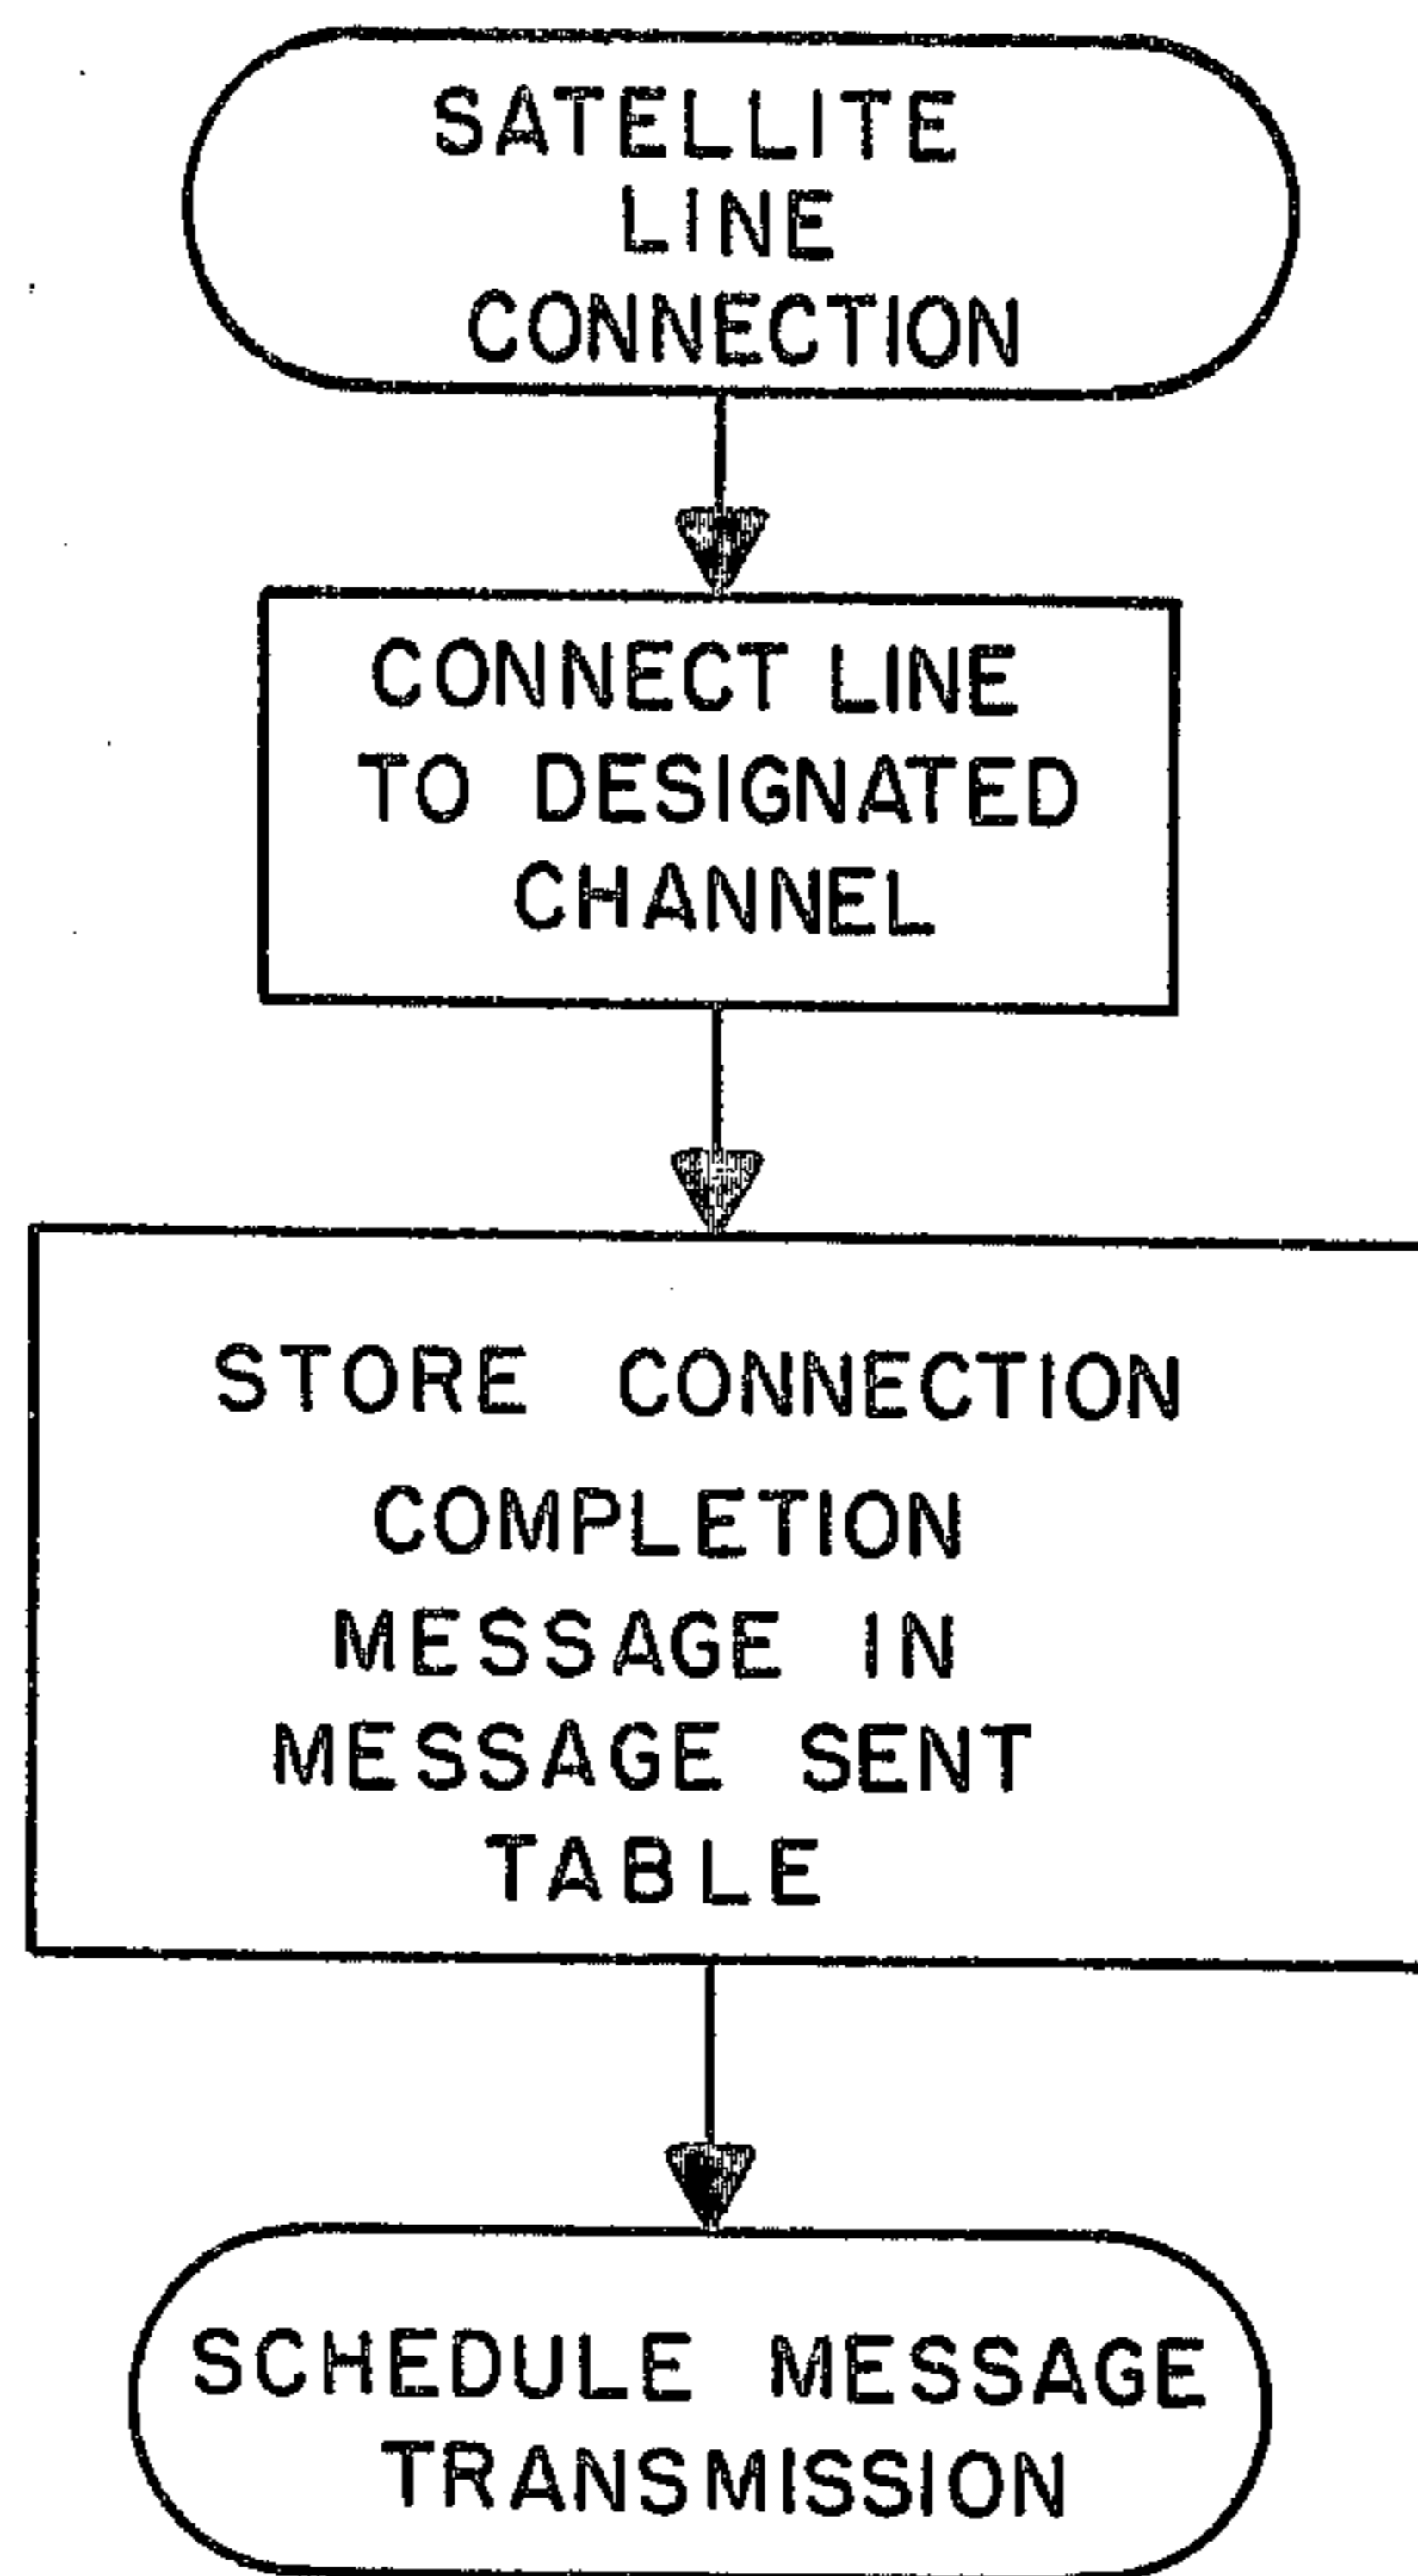 SATELLITE
LINE
CONNECTION
CONNECT LINE
TO DESIGNATED
CHANNEL
STORE CONNECTION
COMPLETION
MESSAGE IN
MESSAGE SENT
TABLE
SCHEDULE MESSAGE
TRANSMISSION